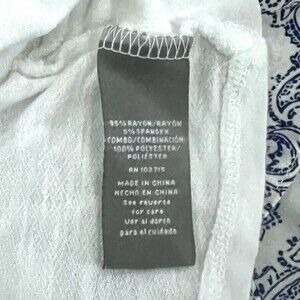 95% RAYON/RAYÓN
5% SPANDEX
COMBO/COMBINACIÓN:
100% POLYESTER/
POLIÉSTER
RN 102715
MADE IN CHINA
HECHO EN CHINA
See reverse
for care
Ver al dorso
para el cuidado